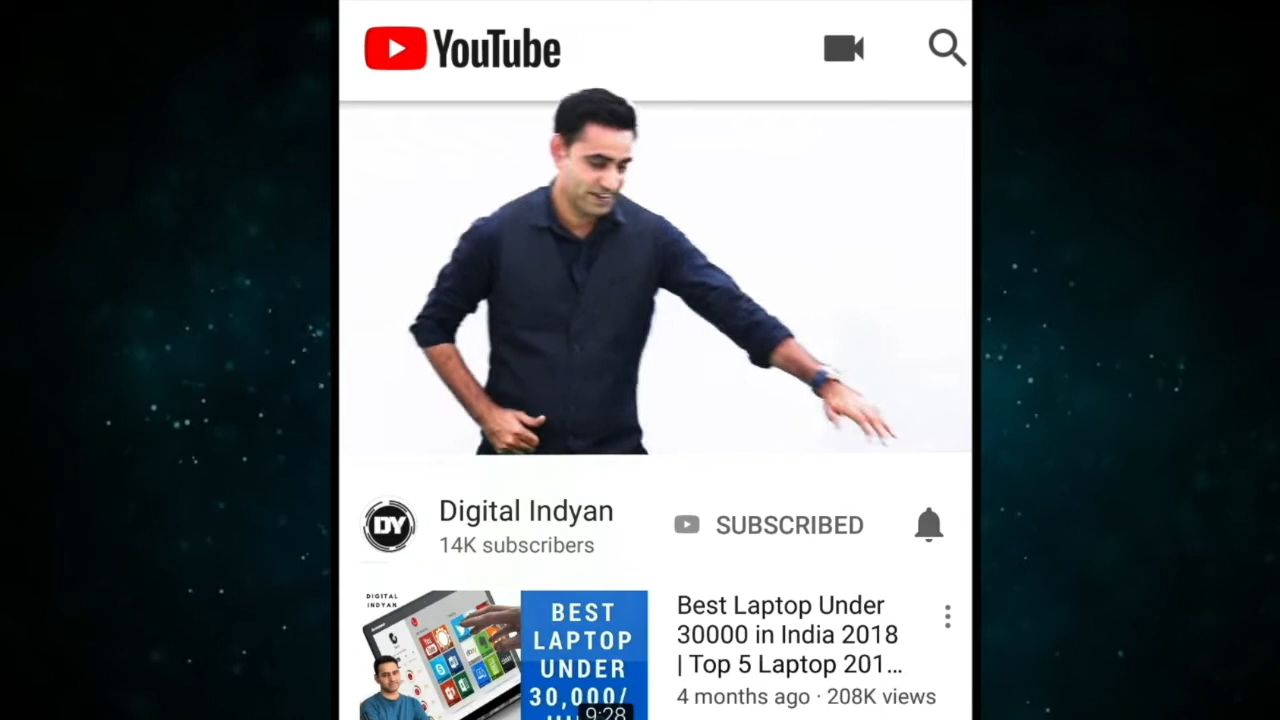 YouTube
DY
Digital Indyan
14K subscribers
SUBSCRIBED
DIGITAL
INDYAN
BEST
LAPTOP
UNDER
30,000/
9:28
Best Laptop Under
30000 in India 2018
| Top 5 Laptop 201...
4 months ago · 208K views